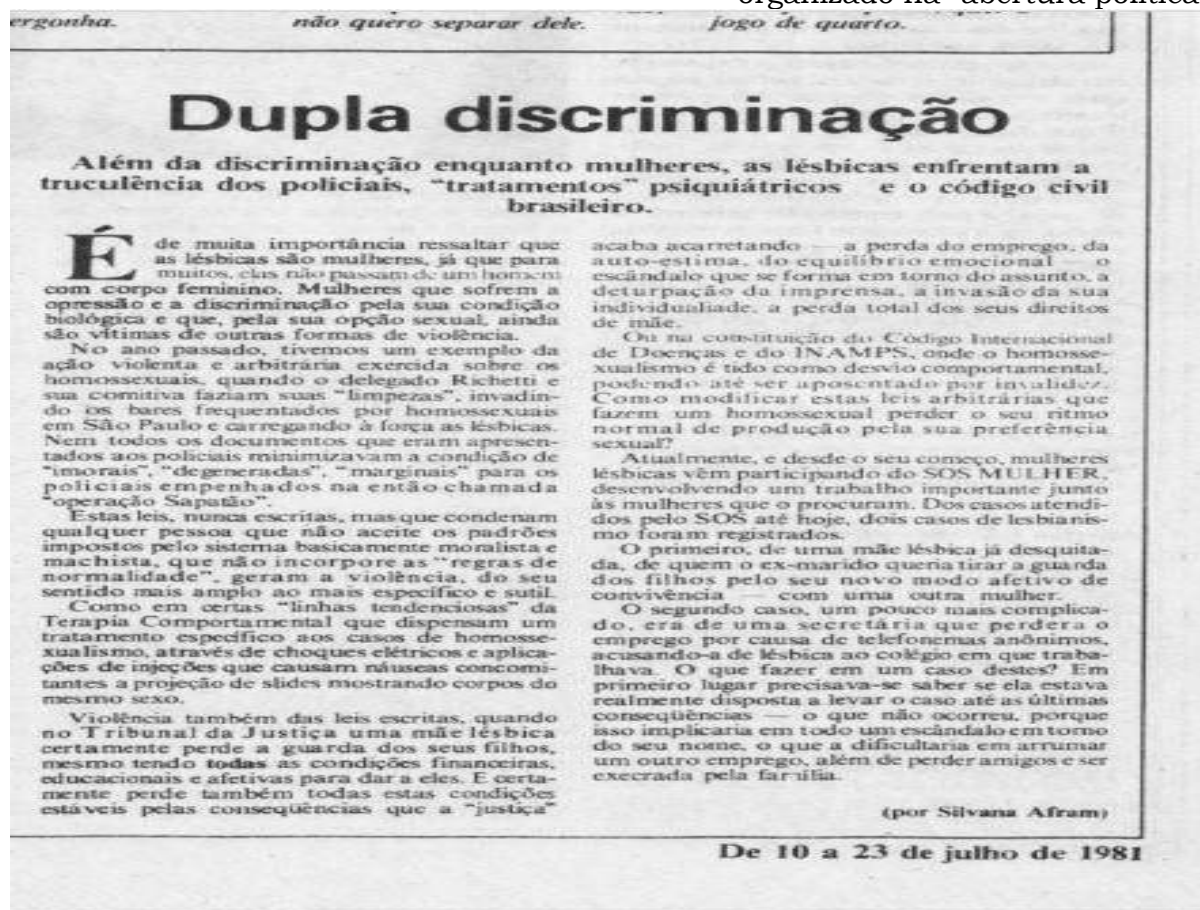 organizado na "abertura política
ergonha.
não quero separar dele.
jogo de quarto.
Dupla discriminação
Além da discriminação enquanto mulheres, as lésbicas enfrentam a
truculência dos policiais, "tratamentos" psiquiátricos e o código civil
brasileiro.
É de muita importância ressaltar que
as lésbicas são mulheres, já que para
muitos, elas não passam de um homem
com corpo feminino. Mulheres que sofrem a
opressão e a discriminação pela sua condição
biológica e que, pela sua opção sexual, ainda
são vítimas de outras formas de violência.
No ano passado, tivemos um exemplo da
ação violenta e arbitrária exercida sobre os
homossexuais, quando o delegado Richetti e
sua comitiva faziam suas "limpezas", invadin-
do os bares frequentados por homossexuais
em São Paulo e carregando à força as lésbicas.
Nem todos os documentos que eram apresen-
tados aos policiais minimizavam a condição de
"imorais", "degeneradas", "marginais" para os
policiais empenhados na então chamada
"operação Sapatão".
Estas leis, nunca escritas, mas que condenam
qualquer pessoa que não aceite os padrões
impostos pelo sistema basicamente moralista e
machista, que não incorpore as "regras de
normalidade", geram a violência, do seu
sentido mais amplo ao mais específico e sutil.
Como em certas "linhas tendenciosas" da
Terapia Comportamental que dispensam um
tratamento específico aos casos de homosse-
xualismo, através de choques elétricos e aplica-
ções de injeções que causam náuseas concomi-
tantes a projeção de slides mostrando corpos do
mesmo sexo.
Violência também das leis escritas, quando
no Tribunal da Justiça uma mãe lésbica
certamente perde a guarda dos seus filhos,
mesmo tendo todas as condições financeiras,
educacionais e afetivas para dar a eles. E certa-
mente perde também todas estas condições
estáveis pelas conseqüências que a "justiça"
acaba acarretando — a perda do emprego, da
auto-estima, do equilíbrio emocional — o
escândalo que se forma em torno do assunto, a
deturpação da imprensa, a invasão da sua
individualiade, a perda total dos seus direitos
de mãe.
Ou na constituição do Código Internacional
de Doenças e do INAMPS, onde o homosse-
xualismo é tido como desvio comportamental,
podendo até ser aposentado por invalidez.
Como modificar estas leis arbitrárias que
fazem um homossexual perder o seu ritmo
normal de produção pela sua preferência
sexual?
Atualmente, e desde o seu começo, mulheres
lésbicas vêm participando do SOS MULHER,
desenvolvendo um trabalho importante junto
às mulheres que o procuram. Dos casos atendi-
dos pelo SOS até hoje, dois casos de lesbianis-
mo foram registrados.
O primeiro, de uma mãe lésbica já desquita-
da, de quem o ex-marido queria tirar a guarda
dos filhos pelo seu novo modo afetivo de
convivência — com uma outra mulher.
O segundo caso, um pouco mais complica-
do, era de uma secretária que perdera o
emprego por causa de telefonemas anônimos,
acusando-a de lésbica ao colégio em que traba-
lhava. O que fazer em um caso destes? Em
primeiro lugar precisava-se saber se ela estava
realmente disposta a levar o caso até as últimas
conseqüências — o que não ocorreu, porque
isso implicaria em todo um escândalo em torno
do seu nome, o que a dificultaria em arrumar
um outro emprego, além de perder amigos e ser
execrada pela família.
(por Silvana Afram)
De 10 a 23 de julho de 1981